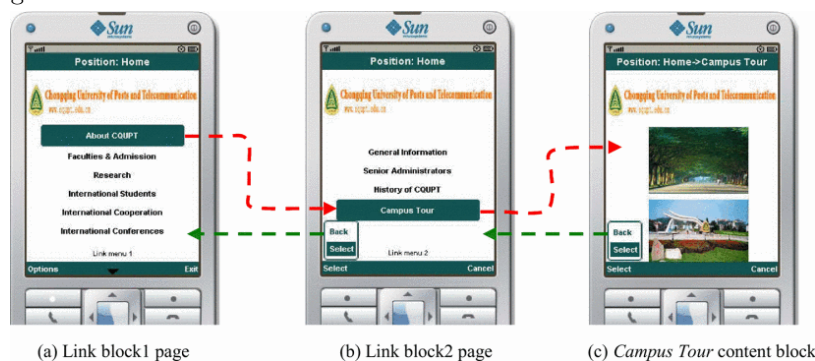 Sun
Position: Home
Chongqing University of Posts and Telecommunication
About CQUPT
Faculties & Admission
Research
International Students
International Cooperation
International Conferences
Link menu 1
Options Exit
(a) Link block1 page
Sun
Position: Home
Chongqing University of Posts and Telecommunication
General Information
Senior Administrators
History of CQUPT
Campus Tour
Back
Select
Link menu 2
Select Cancel
(b) Link block2 page
Sun
Position: Home->Campus Tour
Chongqing University of Posts and Telecommunication
Back
Select
Select Cancel
(c) Campus Tour content block